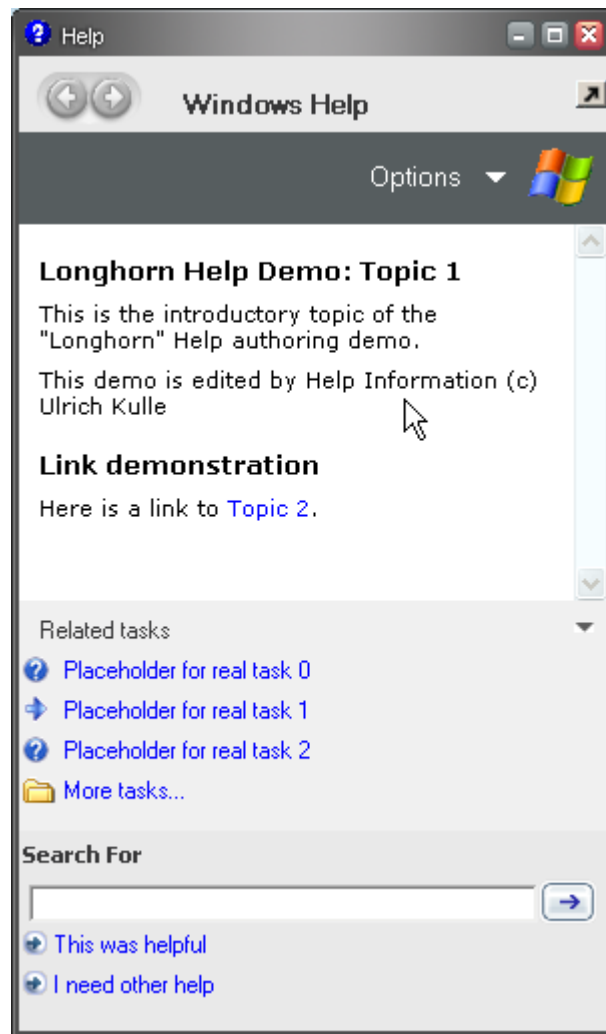 Help
Windows Help
Options
Longhorn Help Demo: Topic 1
This is the introductory topic of the
"Longhorn" Help authoring demo.
This demo is edited by Help Information (c)
Ulrich Kulle
Link demonstration
Here is a link to Topic 2.
Related tasks
Placeholder for real task 0
Placeholder for real task 1
Placeholder for real task 2
More tasks...
Search For
This was helpful
I need other help